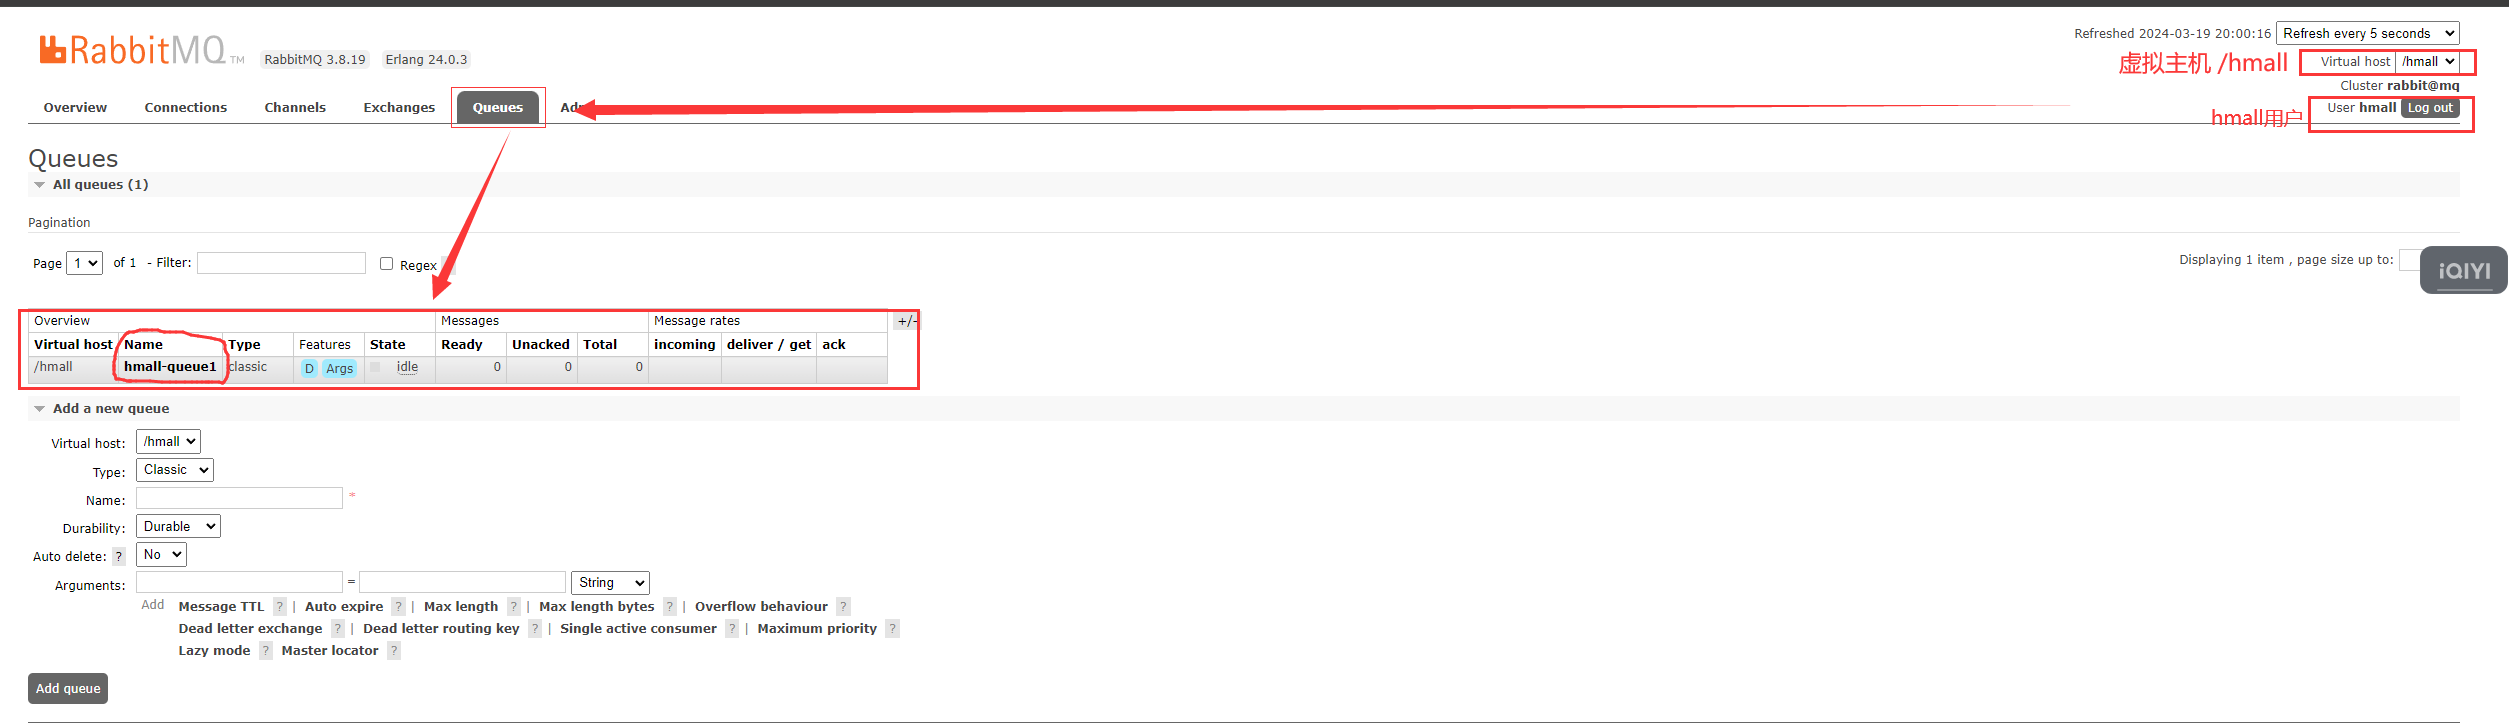 RabbitMQ TM RabbitMQ 3.8.19 Erlang 24.0.3
Refreshed 2024-03-19 20:00:16 Refresh every 5 seconds
虚拟主机 /hmall Virtual host /hmall
Cluster rabbit@mq
hmall用户 User hmall Log out
Overview Connections Channels Exchanges Queues
Queues
All queues (1)
Pagination
Page 1 of 1 - Filter: Regex
Displaying 1 item , page size up to:
iQIYI
Overview Messages Message rates +/-
Virtual host Name Type Features State Ready Unacked Total incoming deliver / get ack
/hmall hmall-queue1 classic D Args idle 0 0 0
Add a new queue
Virtual host: /hmall
Type: Classic
Name: *
Durability: Durable
Auto delete: ? No
Arguments: = String
Add Message TTL ? | Auto expire ? | Max length ? | Max length bytes ? | Overflow behaviour ?
Dead letter exchange ? | Dead letter routing key ? | Single active consumer ? | Maximum priority ?
Lazy mode ? Master locator ?
Add queue